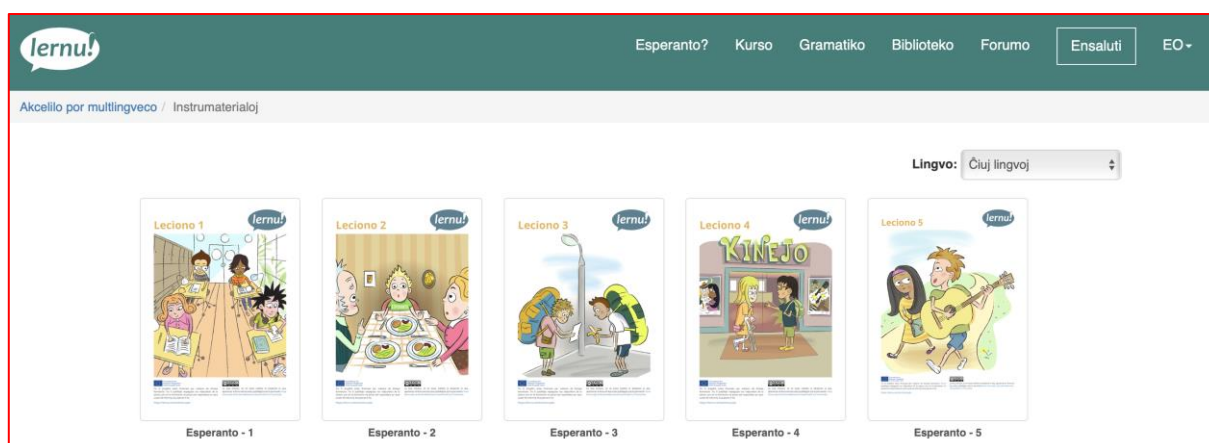 lernu!
Esperanto? Kurso Gramatiko Biblioteko Forumo Ensaluti EO
Akcelilo por multlingveco / Instrumaterialoj
Lingvo: Ĉiuj lingvoj
Leciono 1 lernu!
Leciono 2 lernu!
Leciono 3 lernu!
Leciono 4 lernu!
Leciono 5 lernu!
KINEJO
Esperanto - 1
Esperanto - 2
Esperanto - 3
Esperanto - 4
Esperanto - 5